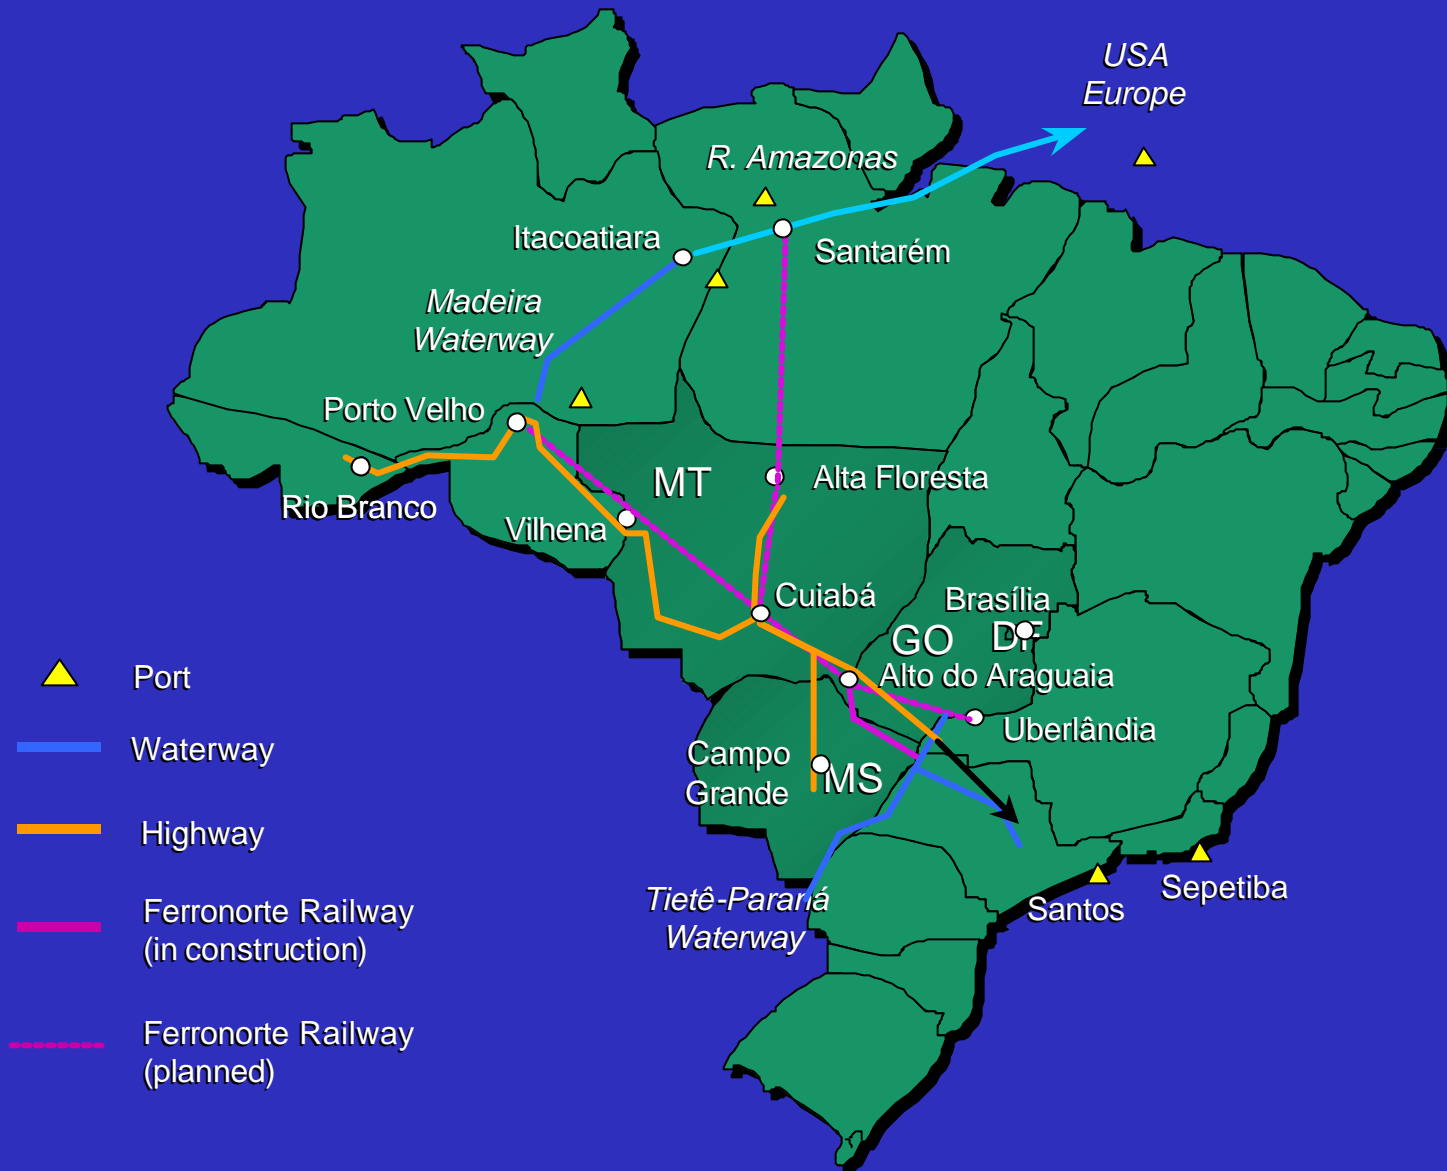 USA
Europe
R. Amazonas
Itacoatiara
Santarém
Madeira
Waterway
Porto Velho
MT
Alta Floresta
Rio Branco
Vilhena
Cuiabá
Brasília
GO
DF
Alto do Araguaia
Port
Uberlândia
Waterway
Campo
Grande
MS
Highway
Tietê-Paraná
Waterway
Sepetiba
Santos
Ferronorte Railway
(in construction)
Ferronorte Railway
(planned)